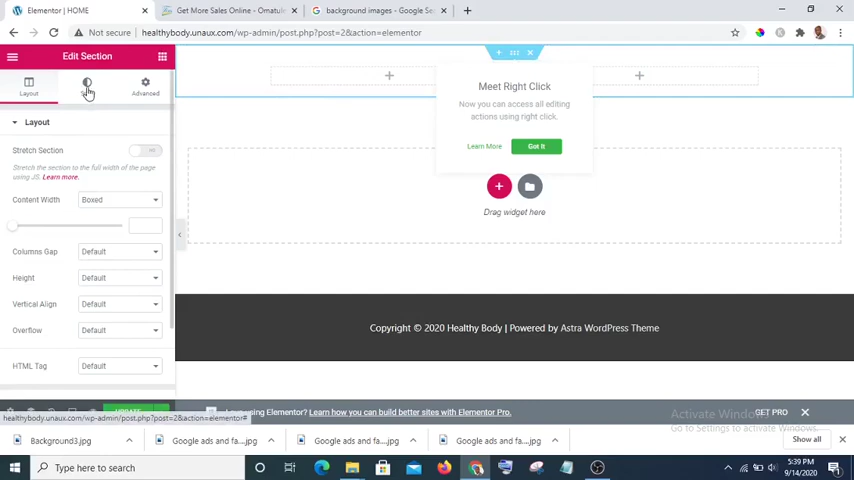 Elementor | HOME
Get More Sales Online - Omatuli
background images - Google Se
Not secure
healthybody.unaux.com/wp-admin/post.php?post=2&action=elementor
Edit Section
Layout
Advanced
Layout
Stretch Section
Stretch the section to the full width of the page
using JS. Learn more.
Content Width
Boxed
Columns Gap
Default
Height
Default
Vertical Align
Default
Overflow
Default
HTML Tag
Default
Meet Right Click
Now you can access all editing
actions using right click.
Learn More
Got It
Drag widget here
Copyright © 2020 Healthy Body | Powered by Astra WordPress Theme
UPDATE
healthybody.unaux.com/wp-admin/post.php?post=2&action=elementor#
using Elementor? Learn how you can build better sites with Elementor Pro.
GET PRO
Activate Windows
Go to Settings to activate Windows.
Background3.jpg
Google ads and fa....jpg
Google ads and fa....jpg
Google ads and fa....jpg
Show all
Type here to search
5:39 PM
9/14/2020